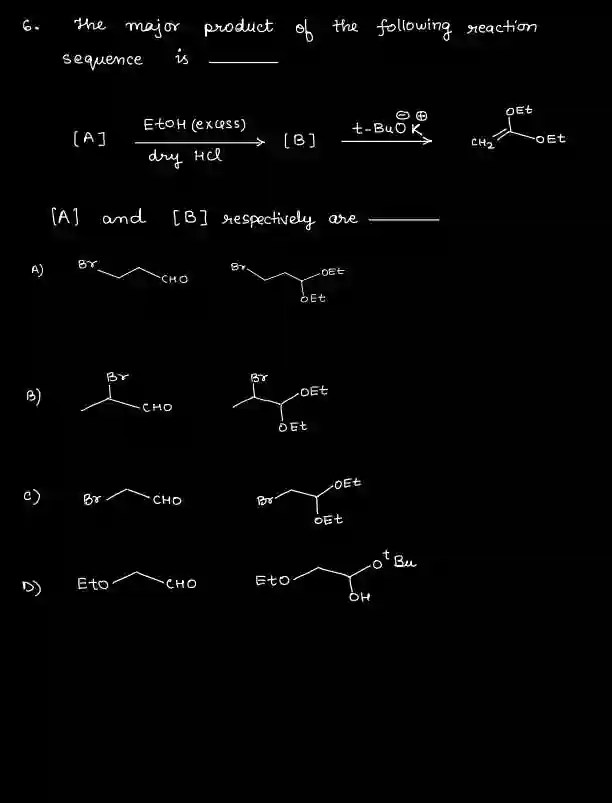 6. The major product of the following reaction
sequence is ______
[A] EtOH (excess) dry HCl [B] t-BuO⊖ K⊕ CH2 OEt OEt
[A] and [B] respectively are ______
A) Br CHO Br OEt OEt
B) Br CHO Br OEt OEt
C) Br CHO Br OEt OEt
D) EtO CHO EtO OtBu OH